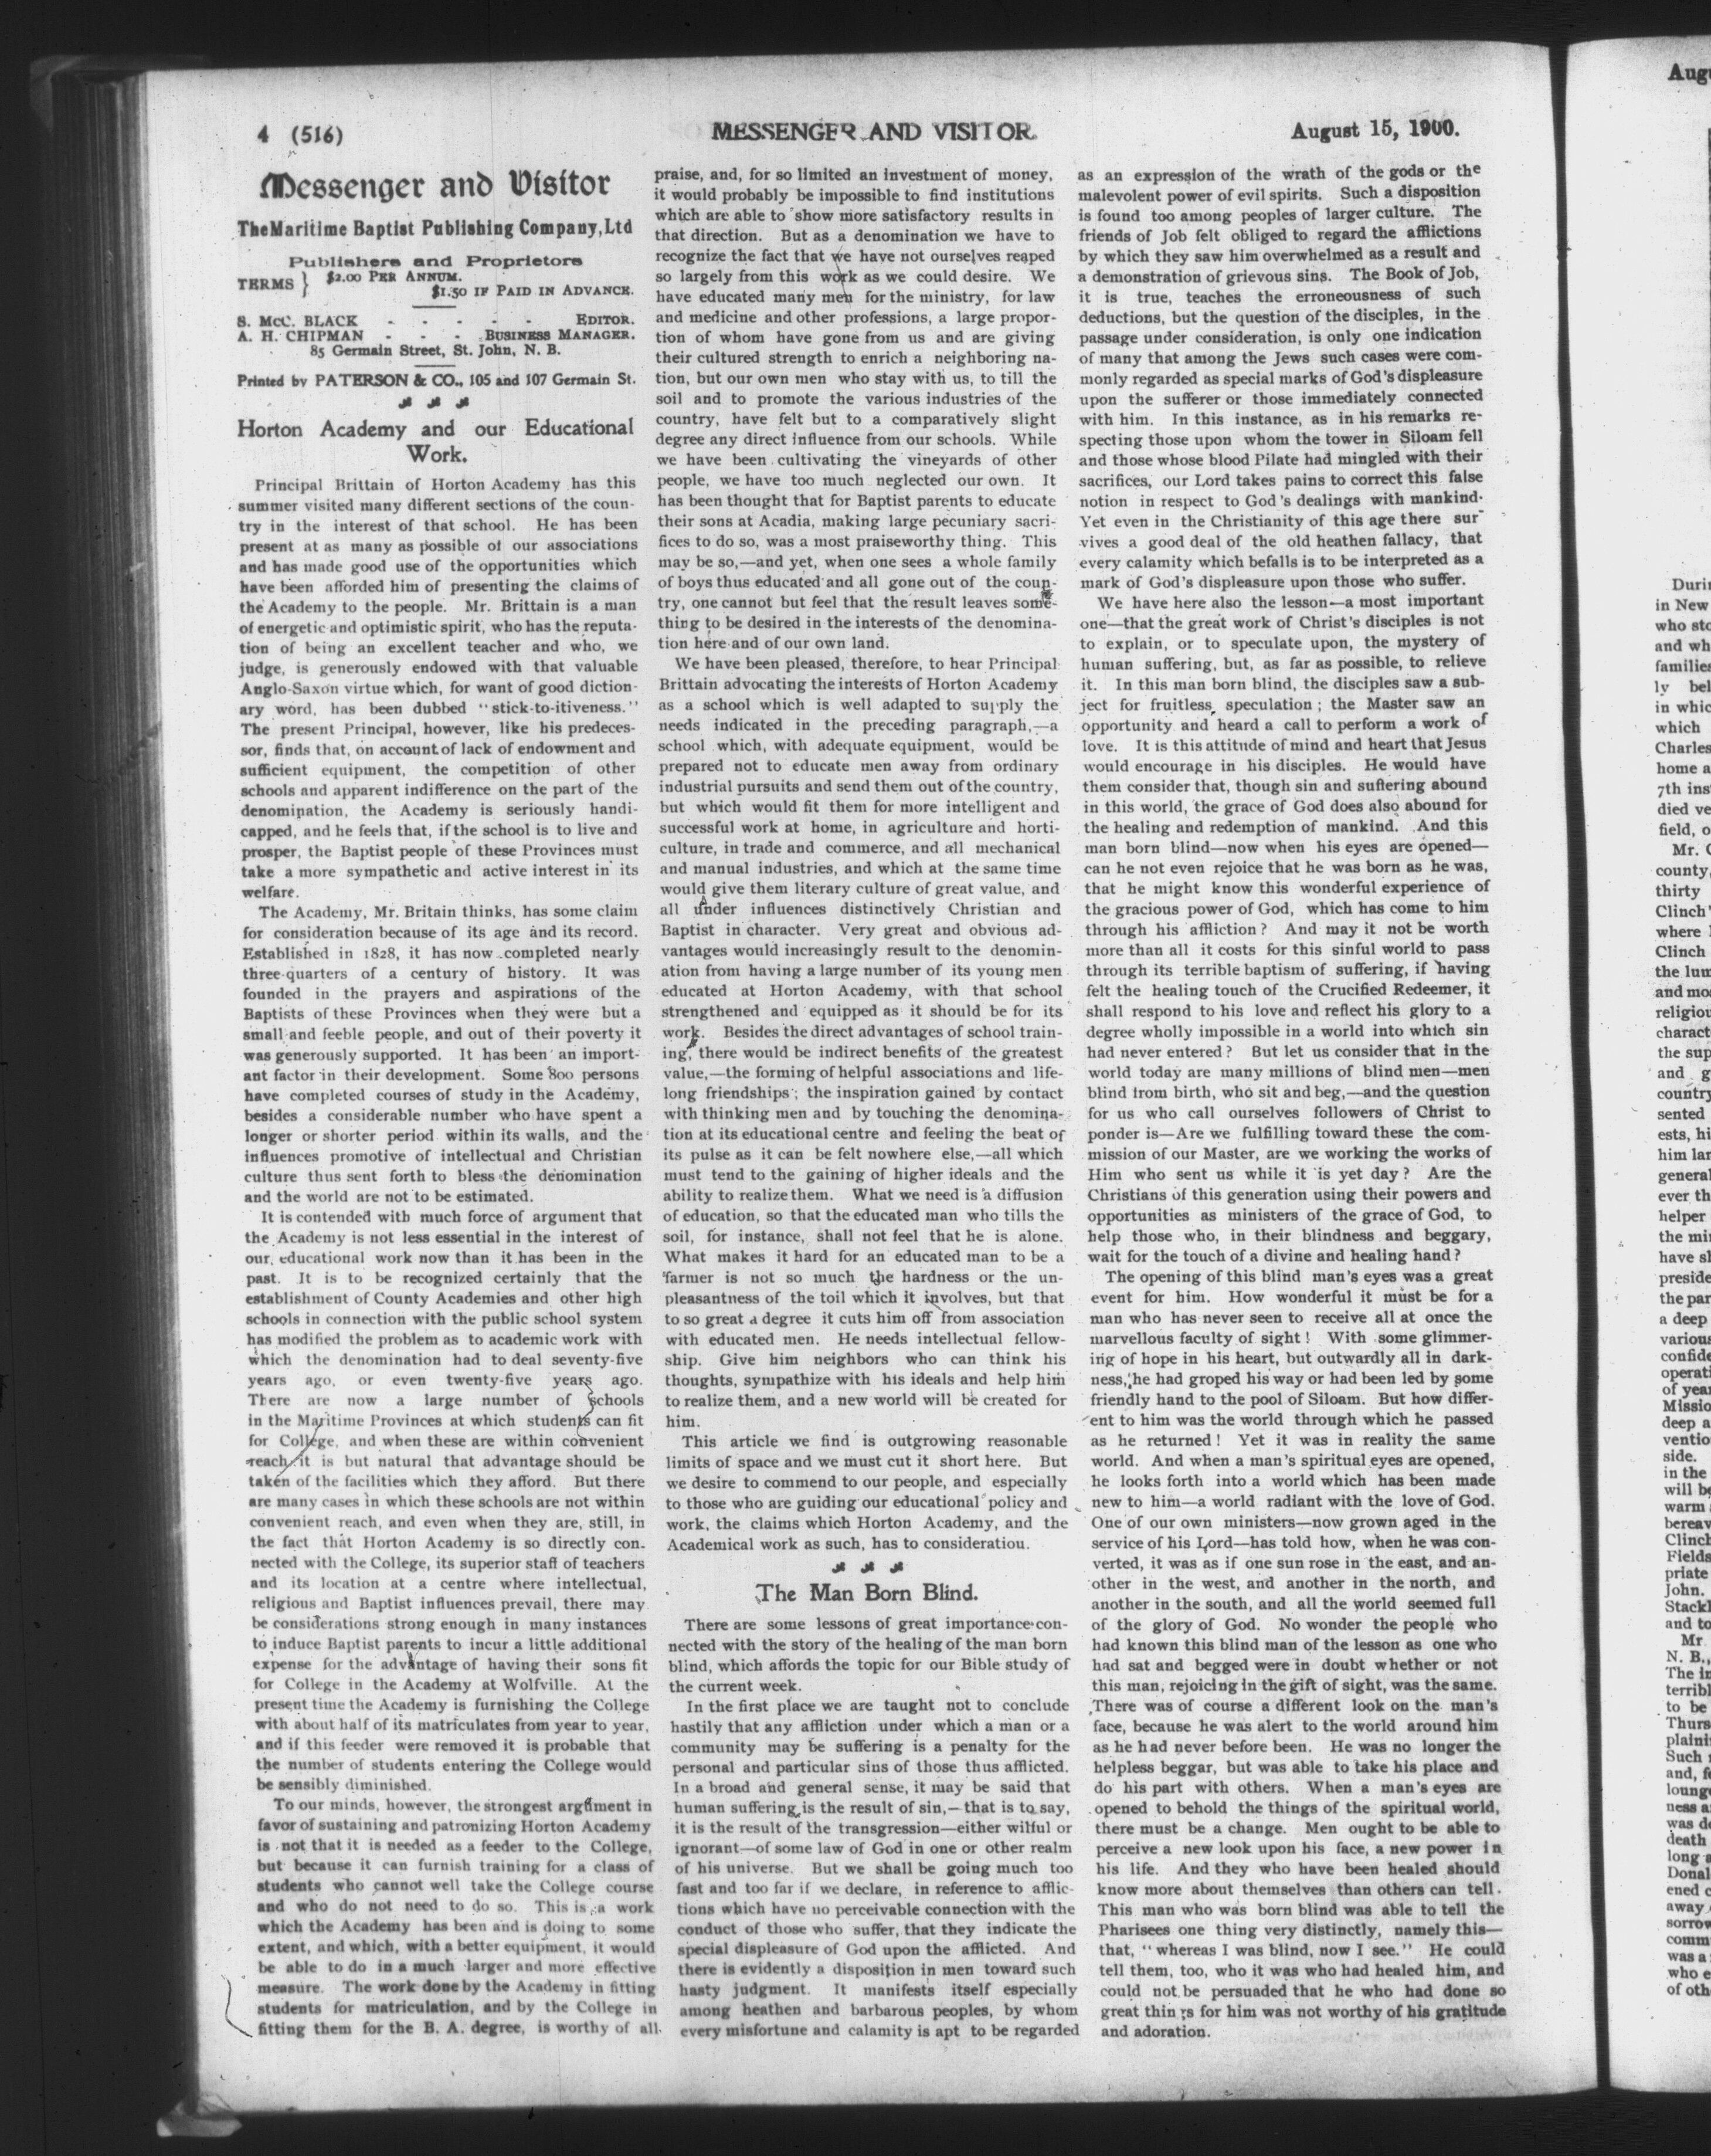 4 (516)
MESSENGER AND VISITOR.
August 15, 1900.
Messenger and Visitor
The Maritime Baptist Publishing Company, Ltd
Publishers and Proprietors
TERMS } $2.00 PER ANNUM.
$1.50 IF PAID IN ADVANCE.
S. MCC. BLACK - - - - - EDITOR.
A. H. CHIPMAN - - - BUSINESS MANAGER.
85 Germain Street, St. John, N. B.
Printed by PATERSON & CO., 105 and 107 Germain St.
Horton Academy and our Educational
Work.
Principal Brittain of Horton Academy has this
summer visited many different sections of the coun-
try in the interest of that school. He has been
present at as many as possible of our associations
and has made good use of the opportunities which
have been afforded him of presenting the claims of
the Academy to the people. Mr. Brittain is a man
of energetic and optimistic spirit, who has the reputa-
tion of being an excellent teacher and who, we
judge, is generously endowed with that valuable
Anglo-Saxon virtue which, for want of good diction-
ary word, has been dubbed "stick-to-itiveness."
The present Principal, however, like his predeces-
sor, finds that, on account of lack of endowment and
sufficient equipment, the competition of other
schools and apparent indifference on the part of the
denomination, the Academy is seriously handi-
capped, and he feels that, if the school is to live and
prosper, the Baptist people of these Provinces must
take a more sympathetic and active interest in its
welfare.
The Academy, Mr. Britain thinks, has some claim
for consideration because of its age and its record.
Established in 1828, it has now completed nearly
three-quarters of a century of history. It was
founded in the prayers and aspirations of the
Baptists of these Provinces when they were but a
small and feeble people, and out of their poverty it
was generously supported. It has been an import-
ant factor in their development. Some 800 persons
have completed courses of study in the Academy,
besides a considerable number who have spent a
longer or shorter period within its walls, and the
influences promotive of intellectual and Christian
culture thus sent forth to bless the denomination
and the world are not to be estimated.
It is contended with much force of argument that
the Academy is not less essential in the interest of
our educational work now than it has been in the
past. It is to be recognized certainly that the
establishment of County Academies and other high
schools in connection with the public school system
has modified the problem as to academic work with
which the denomination had to deal seventy-five
years ago, or even twenty-five years ago.
There are now a large number of schools
in the Maritime Provinces at which students can fit
for College, and when these are within convenient
reach it is but natural that advantage should be
taken of the facilities which they afford. But there
are many cases in which these schools are not within
convenient reach, and even when they are, still, in
the fact that Horton Academy is so directly con-
nected with the College, its superior staff of teachers
and its location at a centre where intellectual,
religious and Baptist influences prevail, there may
be considerations strong enough in many instances
to induce Baptist parents to incur a little additional
expense for the advantage of having their sons fit
for College in the Academy at Wolfville. At the
present time the Academy is furnishing the College
with about half of its matriculates from year to year,
and if this feeder were removed it is probable that
the number of students entering the College would
be sensibly diminished.
To our minds, however, the strongest argument in
favor of sustaining and patronizing Horton Academy
is not that it is needed as a feeder to the College,
but because it can furnish training for a class of
students who cannot well take the College course
and who do not need to do so. This is a work
which the Academy has been and is doing to some
extent, and which, with a better equipment, it would
be able to do in a much larger and more effective
measure. The work done by the Academy in fitting
students for matriculation, and by the College in
fitting them for the B. A. degree, is worthy of all
praise, and, for so limited an investment of money,
it would probably be impossible to find institutions
which are able to show more satisfactory results in
that direction. But as a denomination we have to
recognize the fact that we have not ourselves reaped
so largely from this work as we could desire. We
have educated many men for the ministry, for law
and medicine and other professions, a large propor-
tion of whom have gone from us and are giving
their cultured strength to enrich a neighboring na-
tion, but our own men who stay with us, to till the
soil and to promote the various industries of the
country, have felt but to a comparatively slight
degree any direct influence from our schools. While
we have been cultivating the vineyards of other
people, we have too much neglected our own. It
has been thought that for Baptist parents to educate
their sons at Acadia, making large pecuniary sacri-
fices to do so, was a most praiseworthy thing. This
may be so,—and yet, when one sees a whole family
of boys thus educated and all gone out of the coun-
try, one cannot but feel that the result leaves some-
thing to be desired in the interests of the denomina-
tion here and of our own land.
We have been pleased, therefore, to hear Principal
Brittain advocating the interests of Horton Academy
as a school which is well adapted to supply the
needs indicated in the preceding paragraph,—a
school which, with adequate equipment, would be
prepared not to educate men away from ordinary
industrial pursuits and send them out of the country,
but which would fit them for more intelligent and
successful work at home, in agriculture and horti-
culture, in trade and commerce, and all mechanical
and manual industries, and which at the same time
would give them literary culture of great value, and
all under influences distinctively Christian and
Baptist in character. Very great and obvious ad-
vantages would increasingly result to the denomin-
ation from having a large number of its young men
educated at Horton Academy, with that school
strengthened and equipped as it should be for its
work. Besides the direct advantages of school train-
ing, there would be indirect benefits of the greatest
value,—the forming of helpful associations and life-
long friendships; the inspiration gained by contact
with thinking men and by touching the denomina-
tion at its educational centre and feeling the beat of
its pulse as it can be felt nowhere else,—all which
must tend to the gaining of higher ideals and the
ability to realize them. What we need is a diffusion
of education, so that the educated man who tills the
soil, for instance, shall not feel that he is alone.
What makes it hard for an educated man to be a
farmer is not so much the hardness or the un-
pleasantness of the toil which it involves, but that
to so great a degree it cuts him off from association
with educated men. He needs intellectual fellow-
ship. Give him neighbors who can think his
thoughts, sympathize with his ideals and help him
to realize them, and a new world will be created for
him.
This article we find is outgrowing reasonable
limits of space and we must cut it short here. But
we desire to commend to our people, and especially
to those who are guiding our educational policy and
work, the claims which Horton Academy, and the
Academical work as such, has to consideratiou.
The Man Born Blind.
There are some lessons of great importance con-
nected with the story of the healing of the man born
blind, which affords the topic for our Bible study of
the current week.
In the first place we are taught not to conclude
hastily that any affliction under which a man or a
community may be suffering is a penalty for the
personal and particular sins of those thus afflicted.
In a broad and general sense, it may be said that
human suffering is the result of sin,—that is to say,
it is the result of the transgression—either wilful or
ignorant—of some law of God in one or other realm
of his universe. But we shall be going much too
fast and too far if we declare, in reference to afflic-
tions which have no perceivable connection with the
conduct of those who suffer, that they indicate the
special displeasure of God upon the afflicted. And
there is evidently a disposition in men toward such
hasty judgment. It manifests itself especially
among heathen and barbarous peoples, by whom
every misfortune and calamity is apt to be regarded
as an expression of the wrath of the gods or the
malevolent power of evil spirits. Such a disposition
is found too among peoples of larger culture. The
friends of Job felt obliged to regard the afflictions
by which they saw him overwhelmed as a result and
a demonstration of grievous sins. The Book of Job,
it is true, teaches the erroneousness of such
deductions, but the question of the disciples, in the
passage under consideration, is only one indication
of many that among the Jews such cases were com-
monly regarded as special marks of God's displeasure
upon the sufferer or those immediately connected
with him. In this instance, as in his remarks re-
specting those upon whom the tower in Siloam fell
and those whose blood Pilate had mingled with their
sacrifices, our Lord takes pains to correct this false
notion in respect to God's dealings with mankind.
Yet even in the Christianity of this age there sur-
vives a good deal of the old heathen fallacy, that
every calamity which befalls is to be interpreted as a
mark of God's displeasure upon those who suffer.
We have here also the lesson—a most important
one—that the great work of Christ's disciples is not
to explain, or to speculate upon, the mystery of
human suffering, but, as far as possible, to relieve
it. In this man born blind, the disciples saw a sub-
ject for fruitless speculation; the Master saw an
opportunity and heard a call to perform a work of
love. It is this attitude of mind and heart that Jesus
would encourage in his disciples. He would have
them consider that, though sin and suffering abound
in this world, the grace of God does also abound for
the healing and redemption of mankind. And this
man born blind—now when his eyes are opened—
can he not even rejoice that he was born as he was,
that he might know this wonderful experience of
the gracious power of God, which has come to him
through his affliction? And may it not be worth
more than all it costs for this sinful world to pass
through its terrible baptism of suffering, if having
felt the healing touch of the Crucified Redeemer, it
shall respond to his love and reflect his glory to a
degree wholly impossible in a world into which sin
had never entered? But let us consider that in the
world today are many millions of blind men—men
blind from birth, who sit and beg,—and the question
for us who call ourselves followers of Christ to
ponder is—Are we fulfilling toward these the com-
mission of our Master, are we working the works of
Him who sent us while it is yet day? Are the
Christians of this generation using their powers and
opportunities as ministers of the grace of God, to
help those who, in their blindness and beggary,
wait for the touch of a divine and healing hand?
The opening of this blind man's eyes was a great
event for him. How wonderful it must be for a
man who has never seen to receive all at once the
marvellous faculty of sight! With some glimmer-
ing of hope in his heart, but outwardly all in dark-
ness, he had groped his way or had been led by some
friendly hand to the pool of Siloam. But how differ-
ent to him was the world through which he passed
as he returned! Yet it was in reality the same
world. And when a man's spiritual eyes are opened,
he looks forth into a world which has been made
new to him—a world radiant with the love of God.
One of our own ministers—now grown aged in the
service of his Lord—has told how, when he was con-
verted, it was as if one sun rose in the east, and an-
other in the west, and another in the north, and
another in the south, and all the world seemed full
of the glory of God. No wonder the people who
had known this blind man of the lesson as one who
had sat and begged were in doubt whether or not
this man, rejoicing in the gift of sight, was the same.
There was of course a different look on the man's
face, because he was alert to the world around him
as he had never before been. He was no longer the
helpless beggar, but was able to take his place and
do his part with others. When a man's eyes are
opened to behold the things of the spiritual world,
there must be a change. Men ought to be able to
perceive a new look upon his face, a new power in
his life. And they who have been healed should
know more about themselves than others can tell.
This man who was born blind was able to tell the
Pharisees one thing very distinctly, namely this—
that, "whereas I was blind, now I see." He could
tell them, too, who it was who had healed him, and
could not be persuaded that he who had done so
great things for him was not worthy of his gratitude
and adoration.